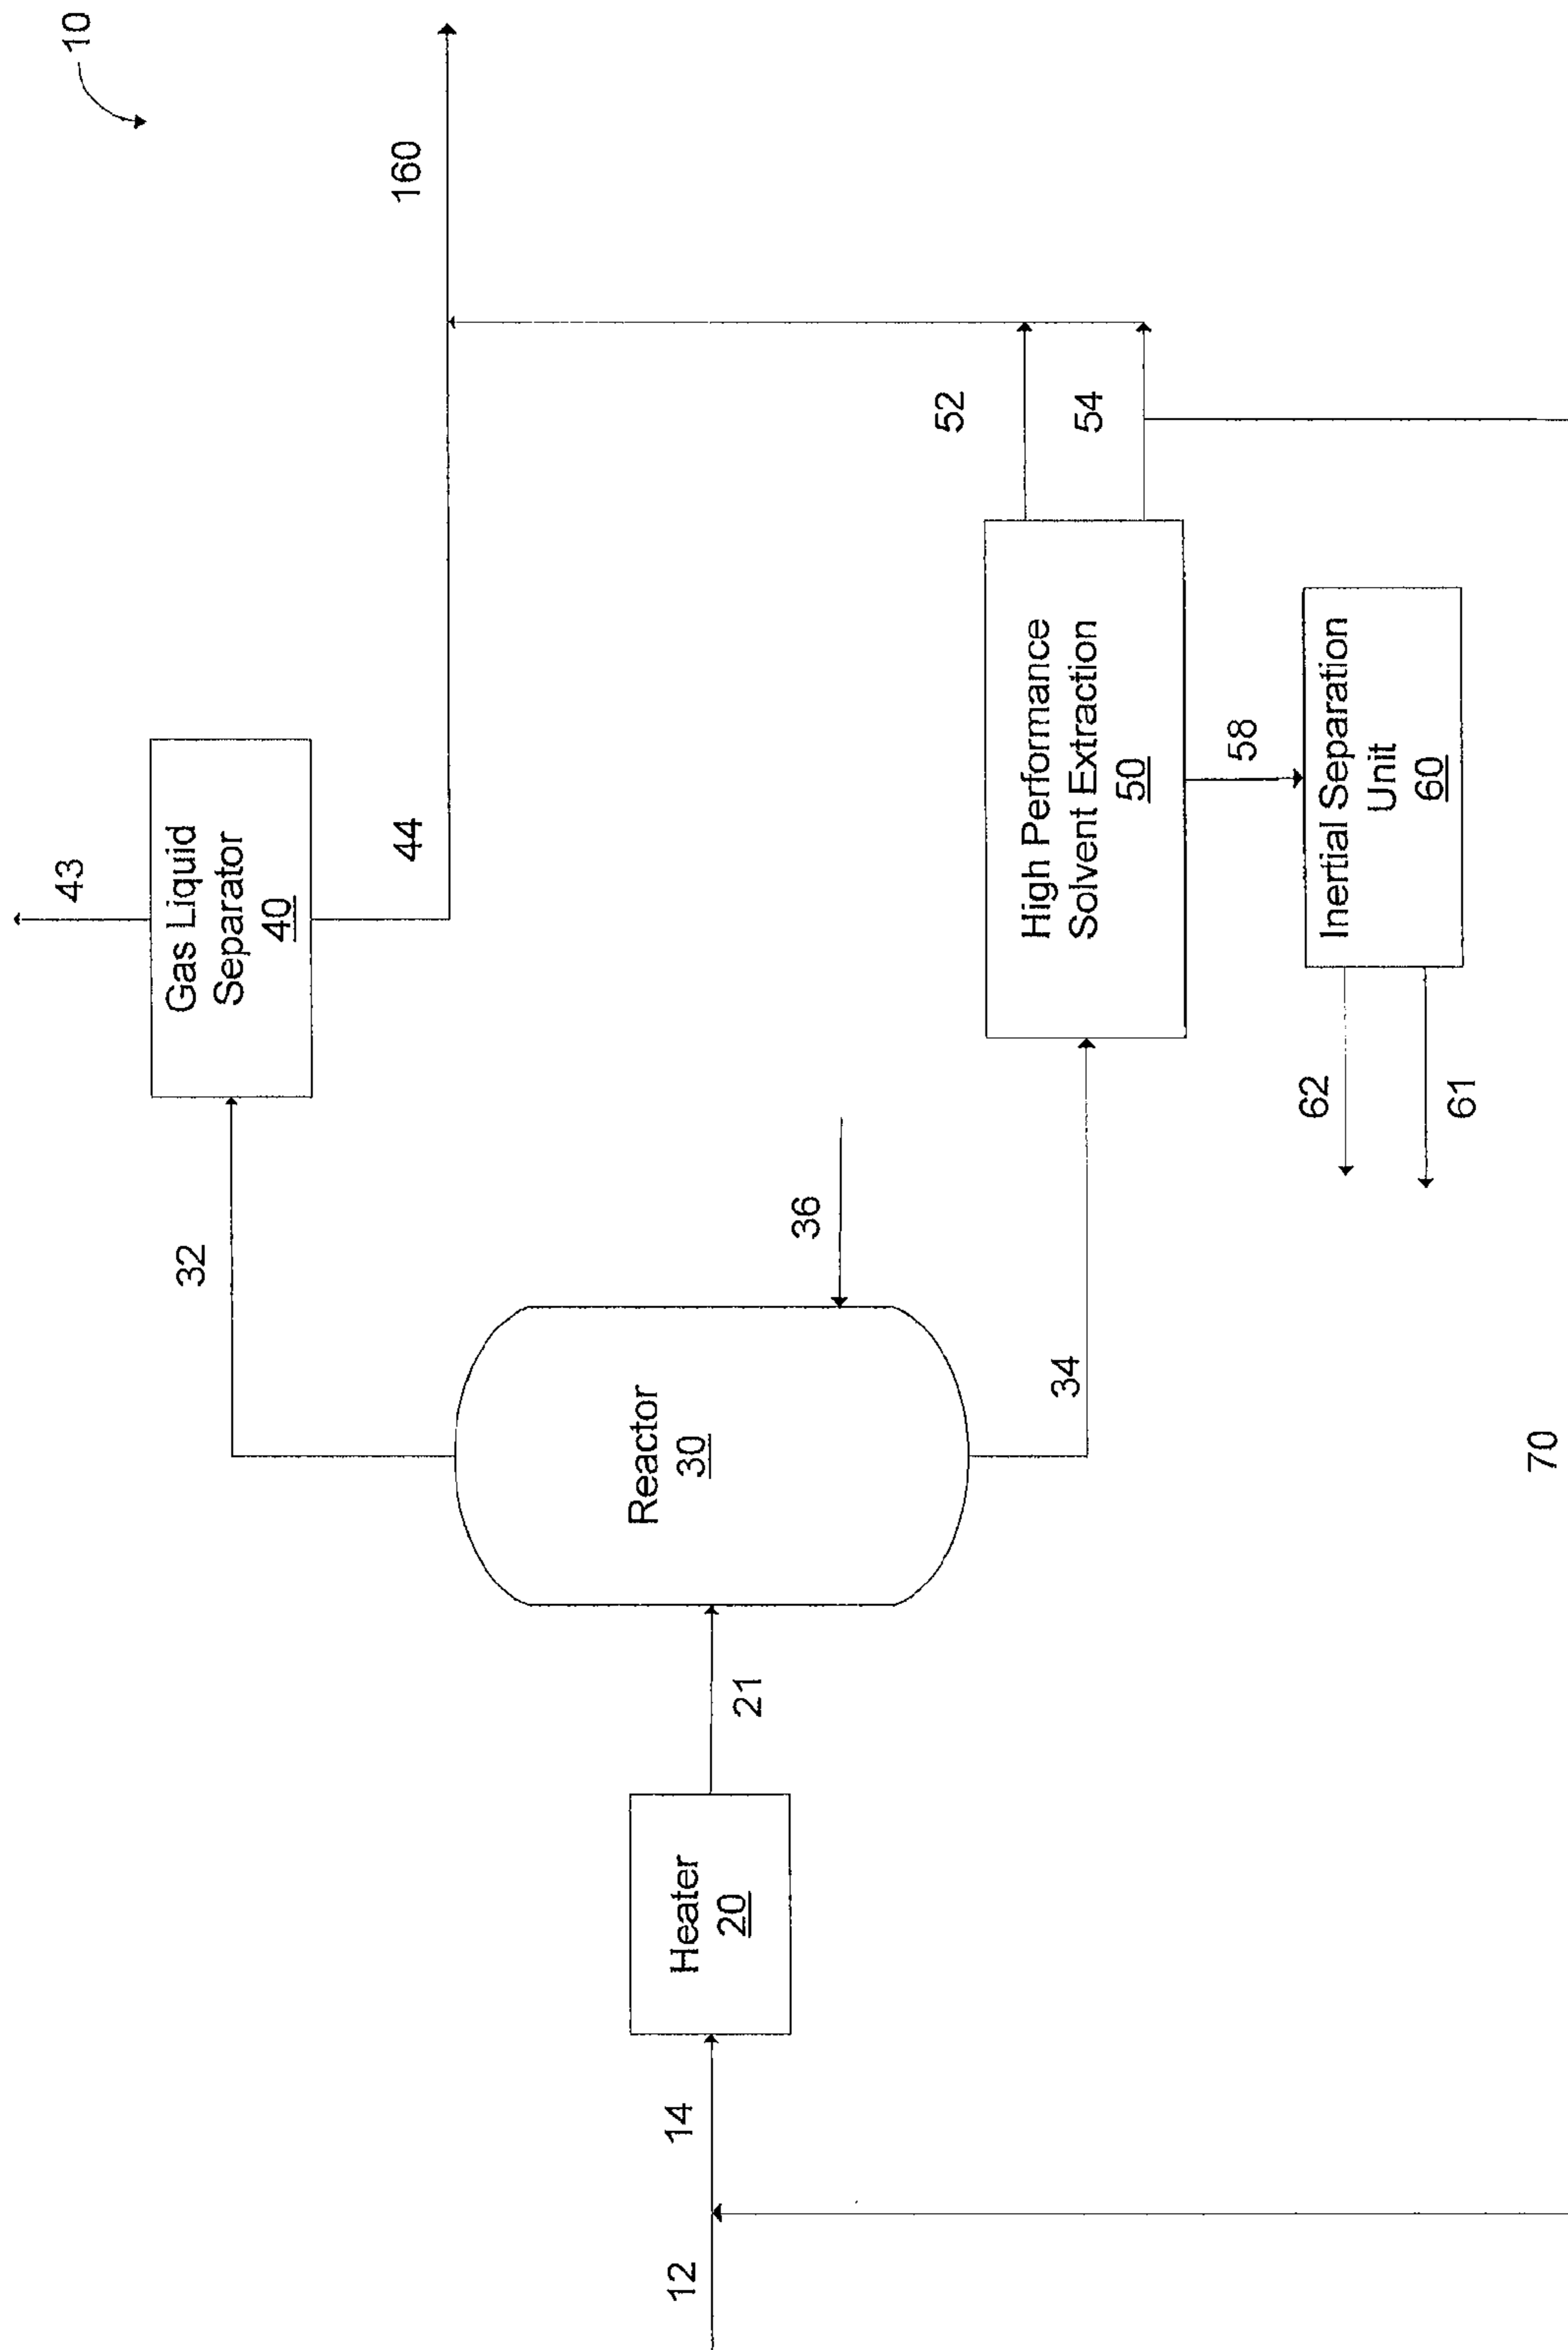 10
43
Gas Liquid
Separator
40
32
44
160
Reactor
30
36
12
14
Heater
20
21
34
52
54
High Performance
Solvent Extraction
50
58
Inertial Separation
Unit
60
62
61
70